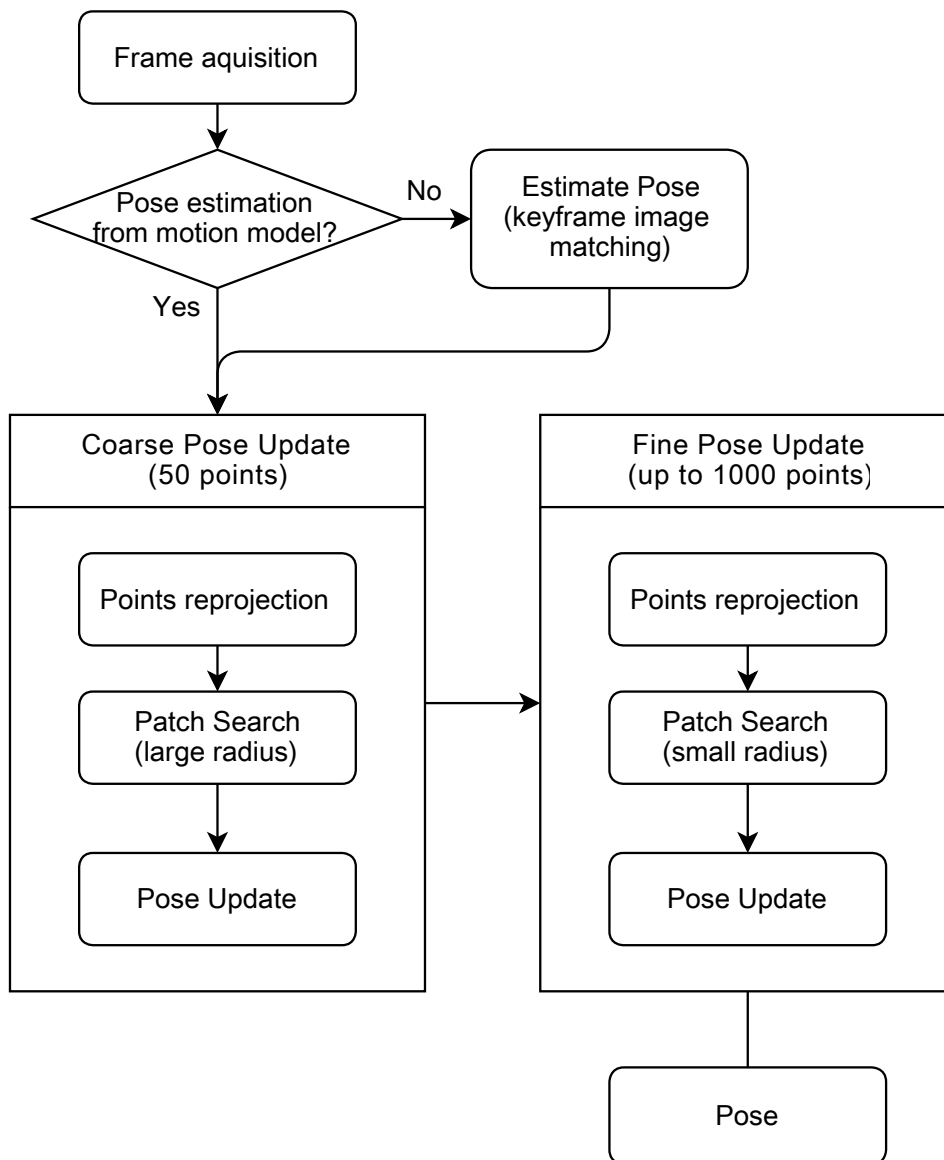 Frame aquisition
Pose estimation
from motion model?
No
Estimate Pose
(keyframe image
matching)
Yes
Coarse Pose Update
(50 points)
Points reprojection
Patch Search
(large radius)
Pose Update
Fine Pose Update
(up to 1000 points)
Points reprojection
Patch Search
(small radius)
Pose Update
Pose